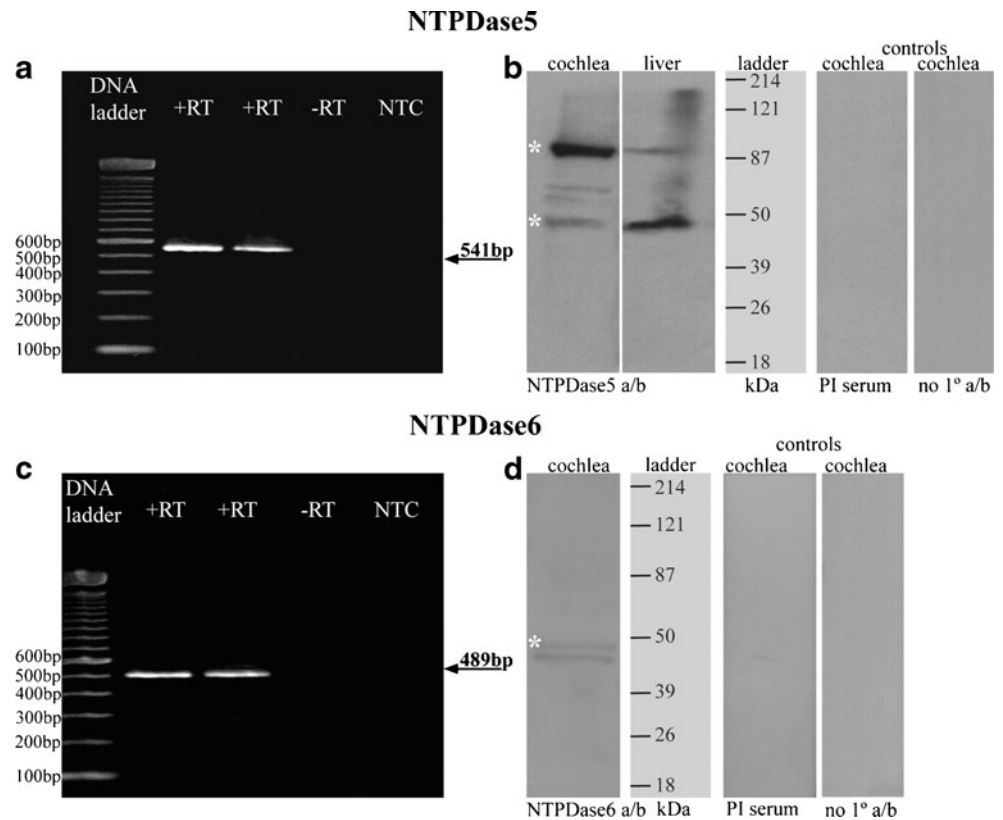 NTPDase5
a
DNA
ladder
+RT +RT -RT NTC
600bp
500bp
400bp
300bp
200bp
100bp
541bp
b
controls
cochlea liver ladder cochlea cochlea
214
121
87
50
39
26
18
*
*
NTPDase5 a/b kDa PI serum no 1º a/b
NTPDase6
c
DNA
ladder
+RT +RT -RT NTC
600bp
500bp
400bp
300bp
200bp
100bp
489bp
d
controls
cochlea ladder cochlea cochlea
214
121
87
50
39
26
18
*
NTPDase6 a/b kDa PI serum no 1º a/b